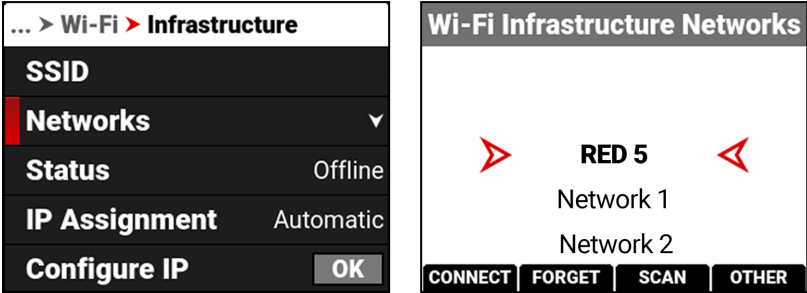 ... > Wi-Fi > Infrastructure
SSID
Networks
Status Offline
IP Assignment Automatic
Configure IP OK
Wi-Fi Infrastructure Networks
RED 5
Network 1
Network 2
CONNECT FORGET SCAN OTHER